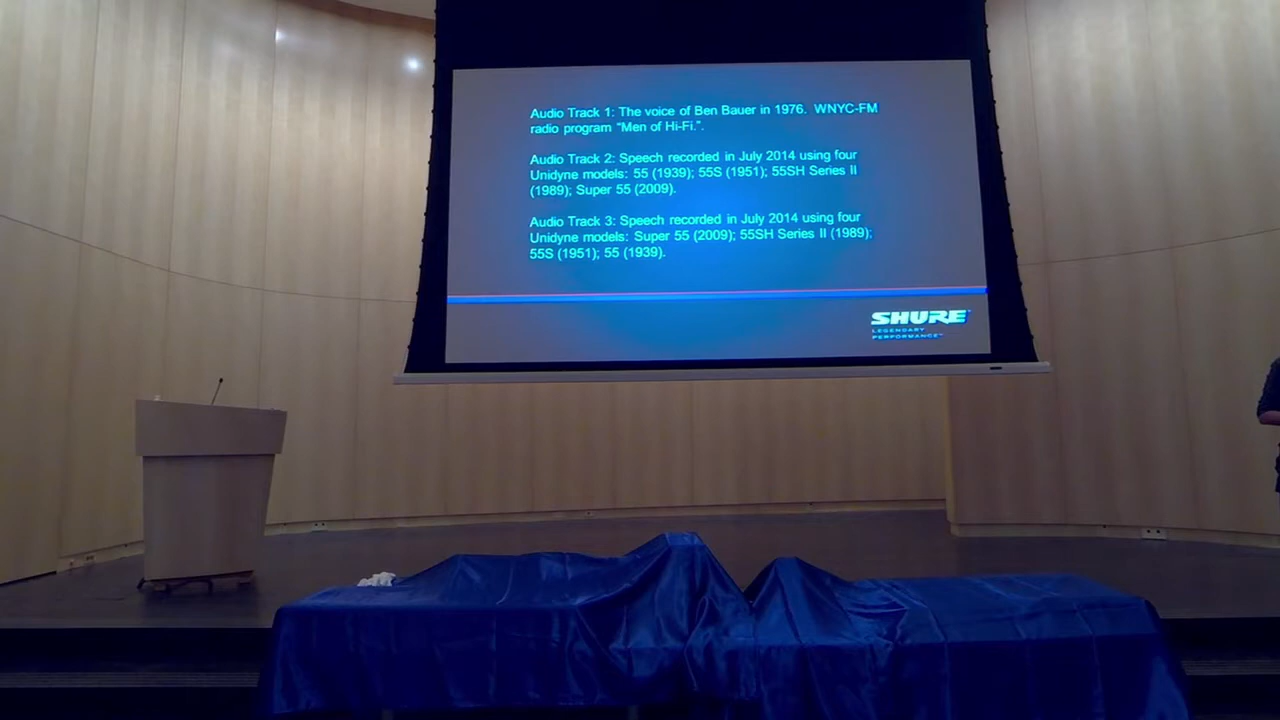 Audio Track 1: The voice of Ben Bauer in 1976. WNYC-FM
radio program “Men of Hi-Fi.”.
Audio Track 2: Speech recorded in July 2014 using four
Unidyne models: 55 (1939); 55S (1951); 55SH Series II
(1989); Super 55 (2009).
Audio Track 3: Speech recorded in July 2014 using four
Unidyne models: Super 55 (2009); 55SH Series II (1989);
55S (1951); 55 (1939).
SHURE
LEGENDARY
PERFORMANCE™